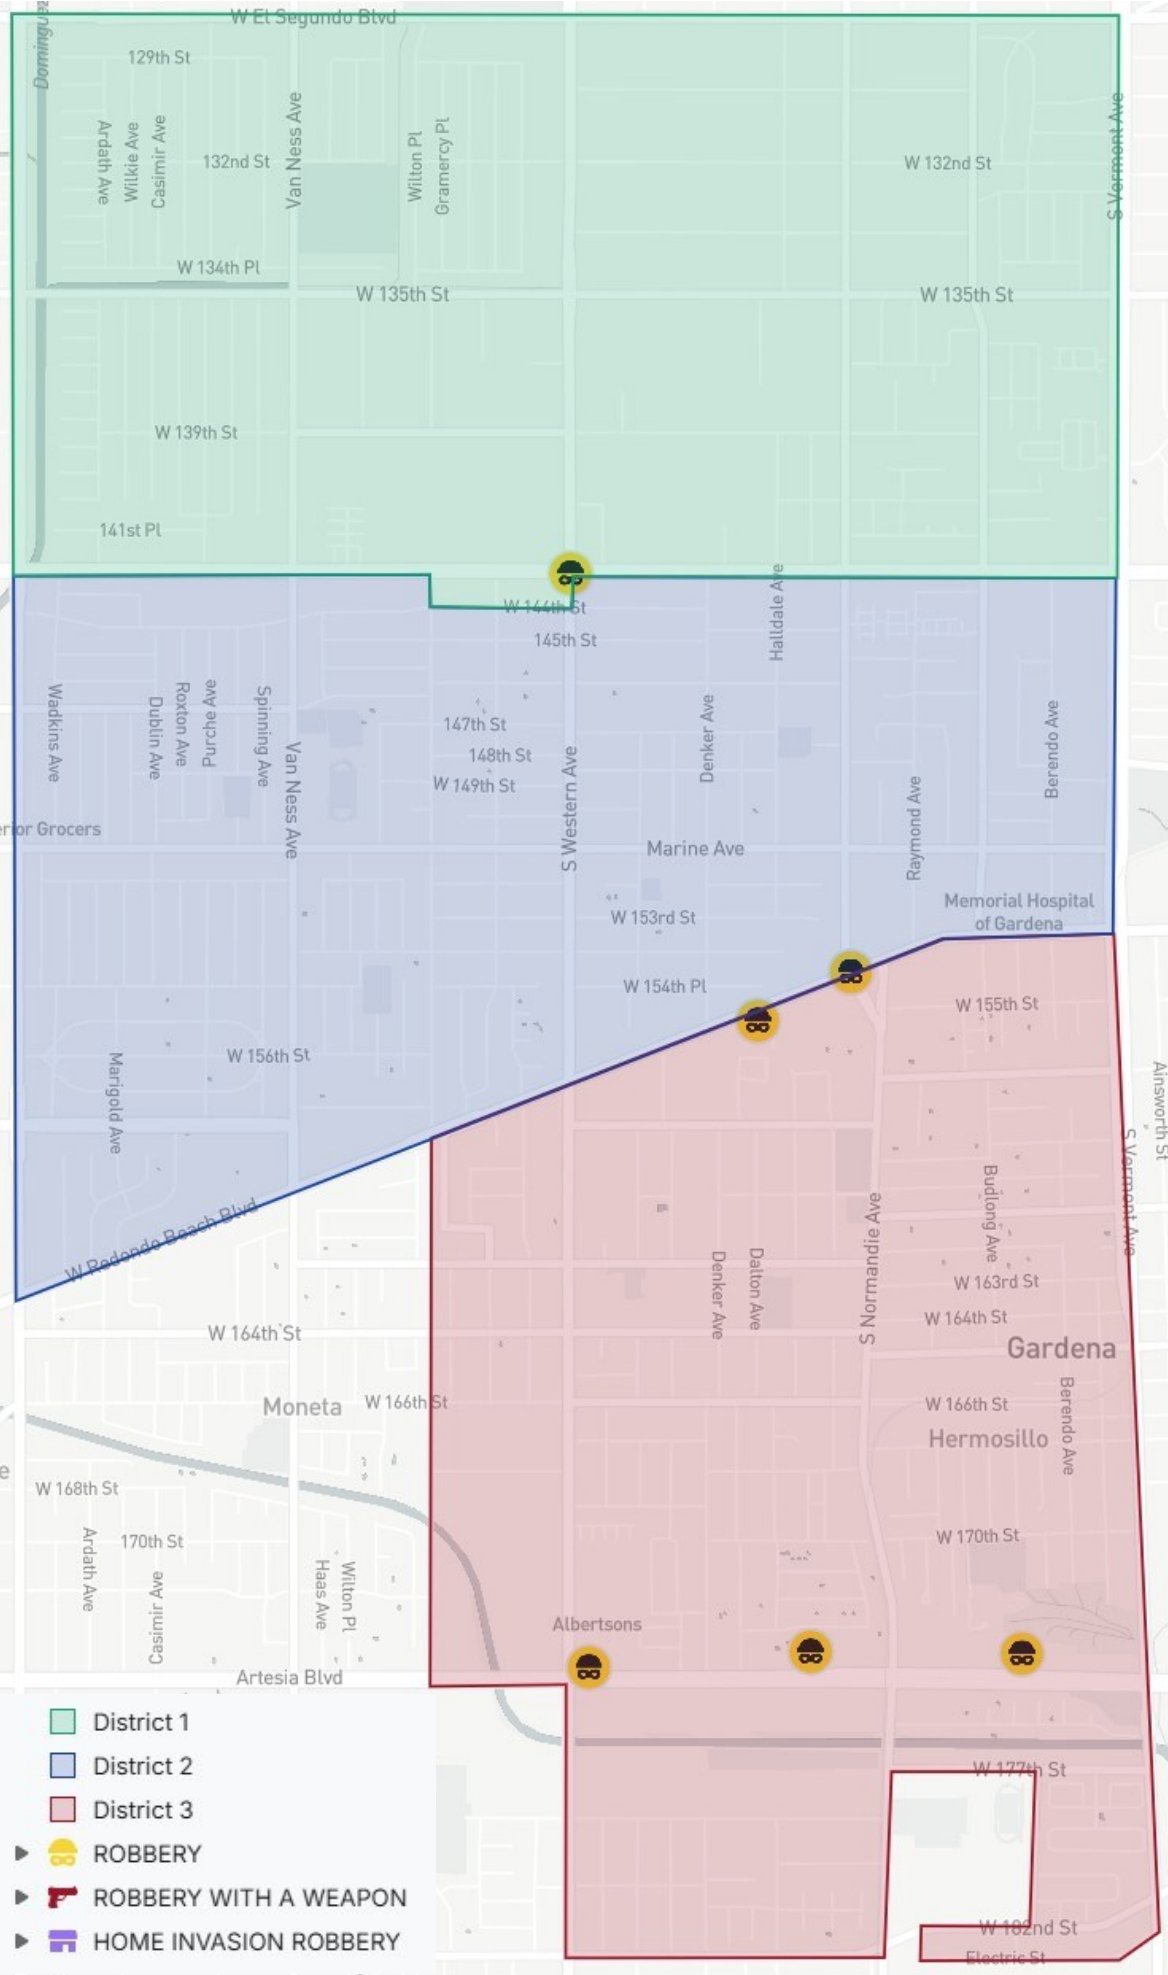 W El Segundo Blvd
Dominguez
129th St
Ardath Ave
Wilkie Ave
Casimir Ave
132nd St
Van Ness Ave
Wilton Pl
Gramercy Pl
W 132nd St
S Vermont Ave
W 134th Pl
W 135th St
W 135th St
W 139th St
141st Pl
W 144th St
145th St
Halldale Ave
Wadkins Ave
Dublin Ave
Roxton Ave
Purche Ave
Spinning Ave
Van Ness Ave
147th St
148th St
W 149th St
S Western Ave
Denker Ave
Raymond Ave
Berendo Ave
erior Grocers
Marine Ave
W 153rd St
Memorial Hospital
of Gardena
W 154th Pl
W 155th St
W 156th St
Marigold Ave
Ainsworth St
S Vermont Ave
W Redondo Beach Blvd
Budlong Ave
S Normandie Ave
Denker Ave
Dalton Ave
W 163rd St
W 164th St
W 164th St
Gardena
Moneta
W 166th St
W 166th St
Berendo Ave
Hermosillo
e
W 168th St
Ardath Ave
170th St
Casimir Ave
Haas Ave
Wilton Pl
W 170th St
Albertsons
Artesia Blvd
W 177th St
W 182nd St
Electric St
District 1
District 2
District 3
ROBBERY
ROBBERY WITH A WEAPON
HOME INVASION ROBBERY